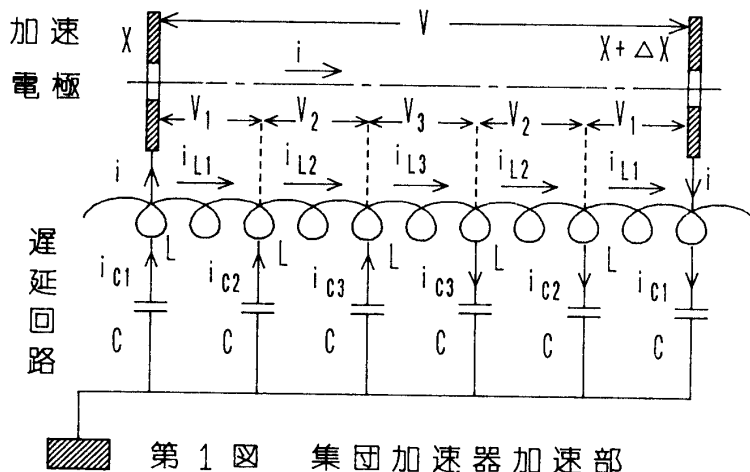 加速
電極
X
V
X + ΔX
i
V1 V2 V3 V2 V1
i iL1 iL2 iL3 iL2 iL1 i
遅延回路
L L L L
iC1 iC2 iC3 iC3 iC2 iC1
C C C C C C
第1図 集団加速器加速部